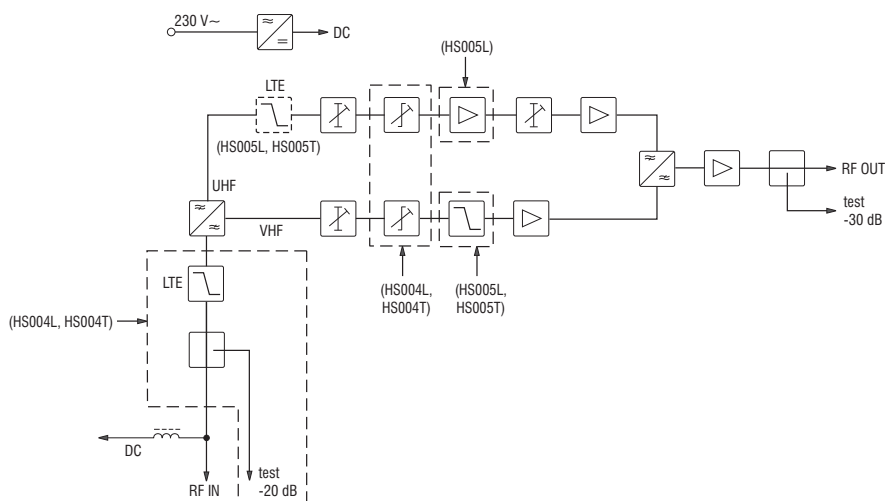 230 V~
DC
(HS005L)
LTE
(HS005L, HS005T)
UHF
RF OUT
test
-30 dB
VHF
LTE
(HS004L,
HS004T)
(HS005L,
HS005T)
(HS004L, HS004T)
DC
RF IN
test
-20 dB